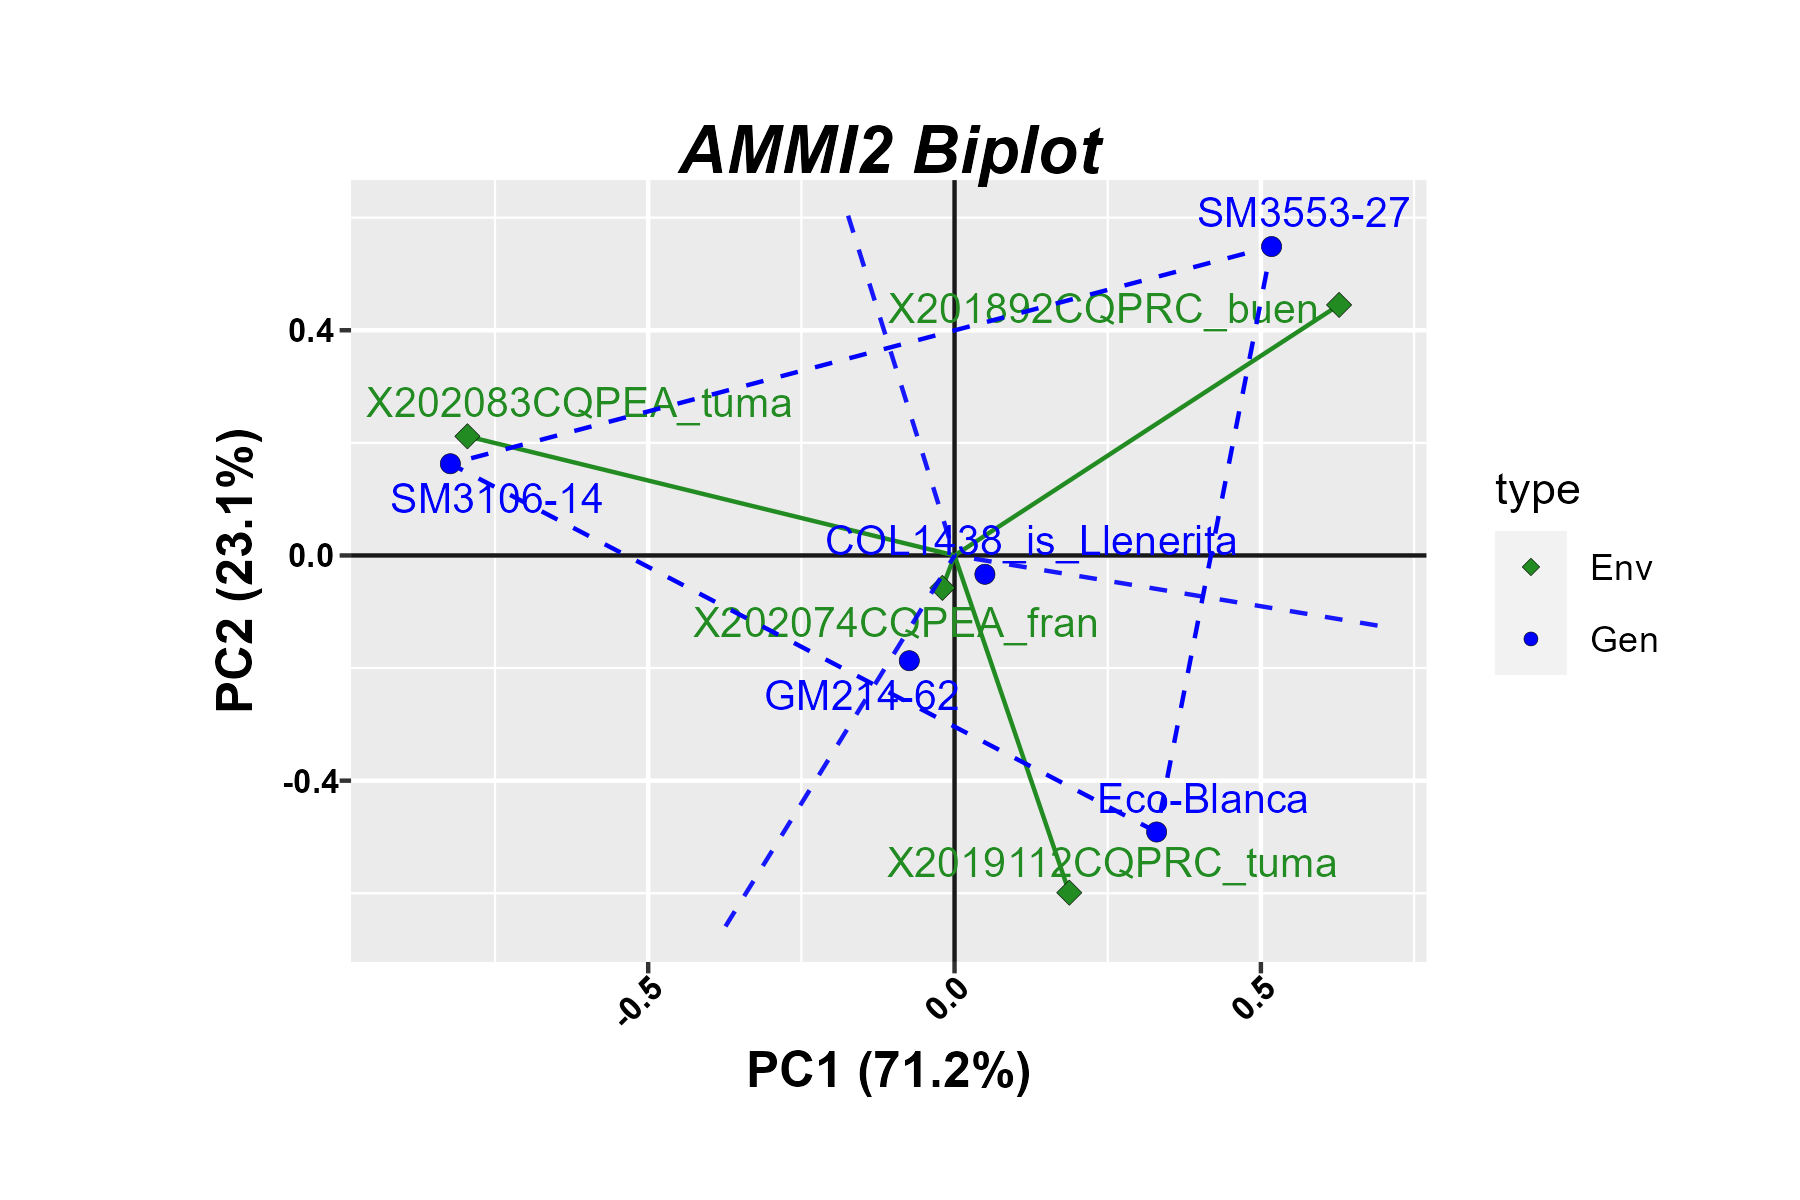 AMMI2 Biplot
SM3553-27
X201892CQPRC_buen
0.4
X202083CQPEA_tuma
SM3106-14
COL1438_is_Llenerita
0.0
X202074CQPEA_fran
GM214-62
-0.4
Eco-Blanca
X2019112CQPRC_tuma
PC2 (23.1%)
-0.5
0.0
0.5
PC1 (71.2%)
type
Env
Gen